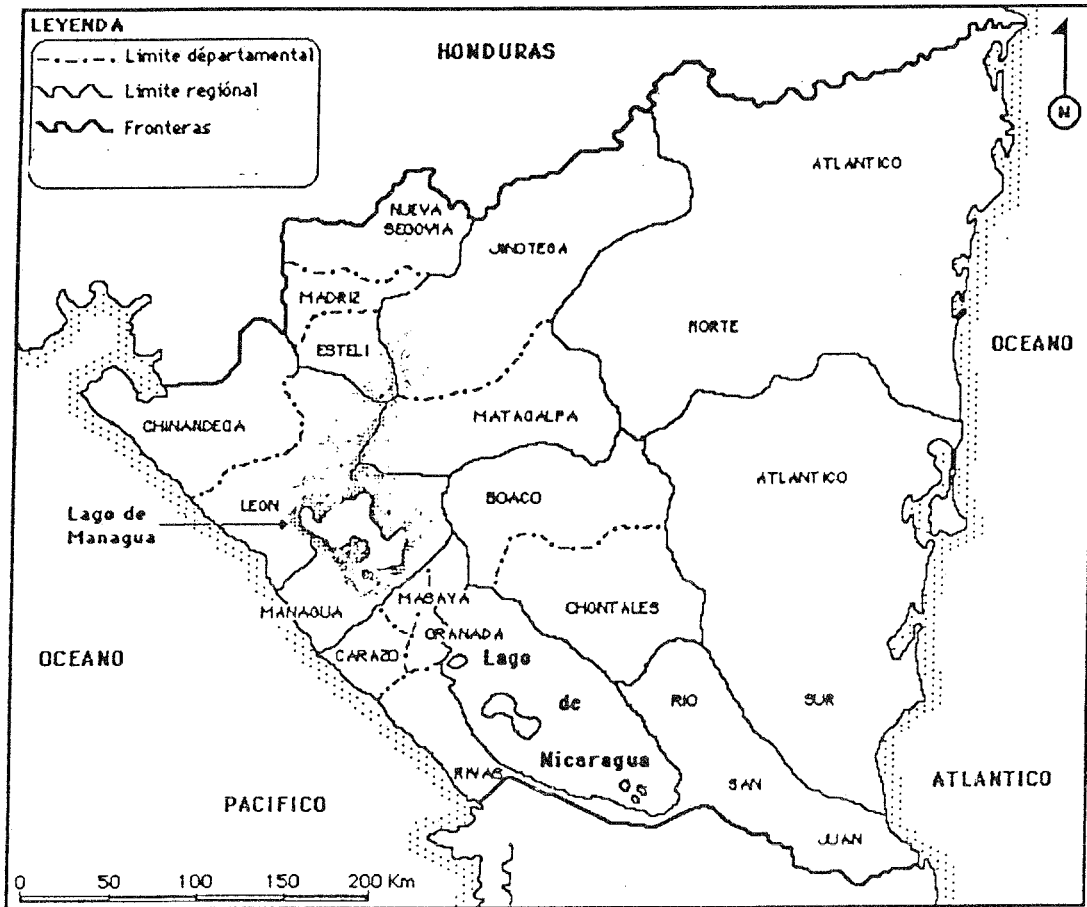 LEYENDA
Limite départamental
Limite regiónal
Fronteras
HONDURAS
N
ATLANTICO
NUEVA
SEGOVIA
JINOTEGA
MADRIZ
NORTE
OCEANO
ESTELI
CHINANDEGA
MATAGALPA
ATLANTICO
BOACO
LEON
Lago de
Managua
MASAYA
CHONTALES
MANAGUA
GRANADA
OCEANO
CARAZO
Lago
RIO
SUR
de
Nicaragua
RIVAS
SAN
ATLANTICO
PACIFICO
JUAN
0 50 100 150 200 Km